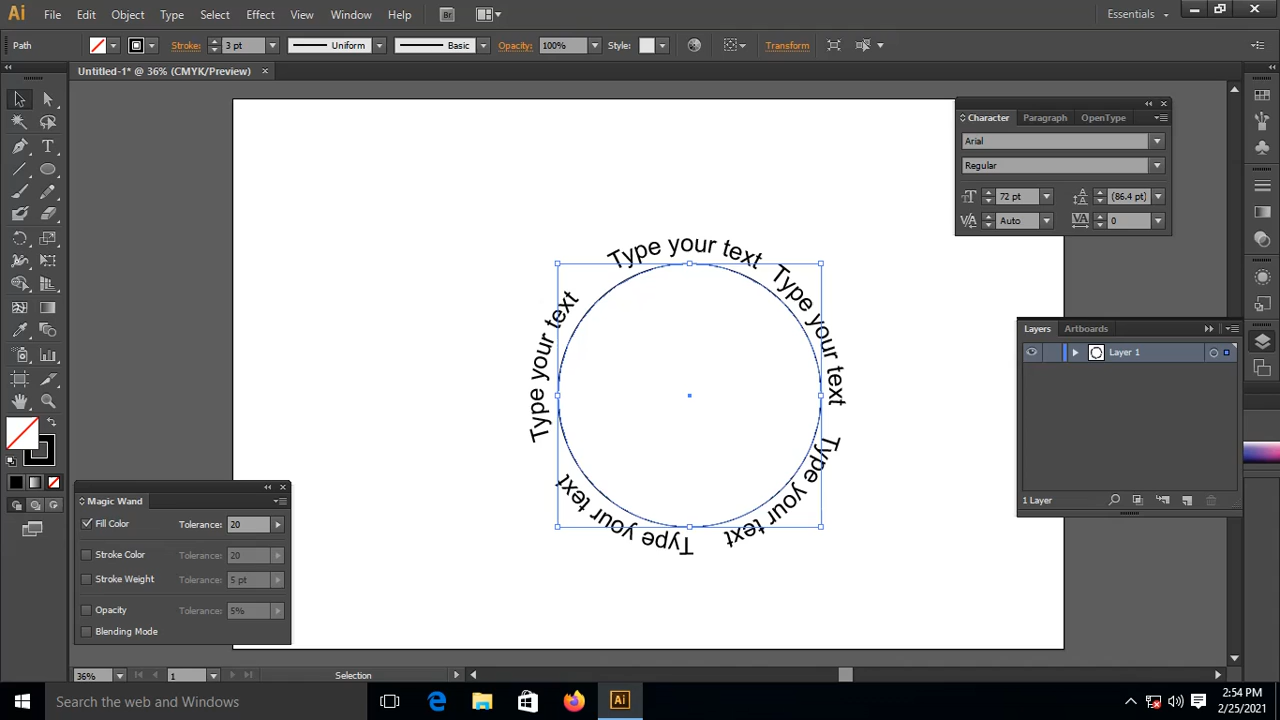 Ai File Edit Object Type Select Effect View Window Help Br Essentials
Path Stroke: 3 pt Uniform Basic Opacity: 100% Style: Transform
Untitled-1* @ 36% (CMYK/Preview)
Character Paragraph OpenType
Arial
Regular
72 pt (86.4 pt)
Auto 0
Type your text
Type your text
Type your text
Type your text
Type your text
Layers Artboards
Layer 1
1 Layer
Magic Wand
Fill Color Tolerance: 20
Stroke Color Tolerance: 20
Stroke Weight Tolerance: 5 pt
Opacity Tolerance: 5%
Blending Mode
36% 1 Selection
Search the web and Windows
Ai
2:54 PM
2/25/2021